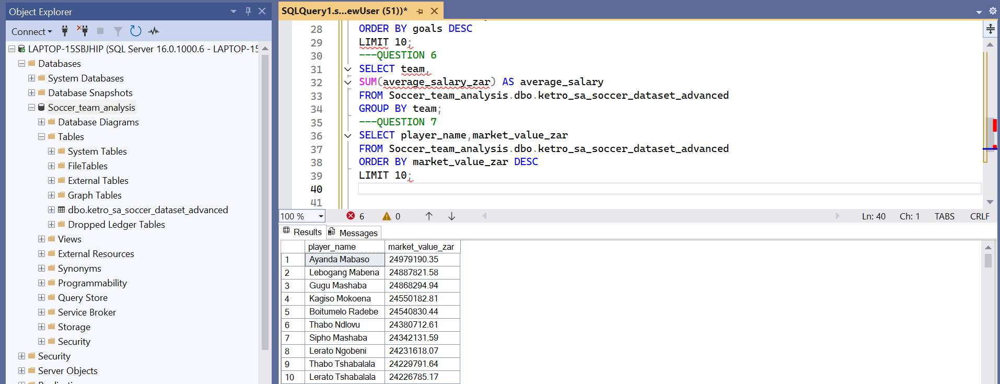 Object Explorer
Connect
LAPTOP-15SBJHIP (SQL Server 16.0.1000.6 - LAPTOP-15
Databases
System Databases
Database Snapshots
Soccer_team_analysis
Database Diagrams
Tables
System Tables
FileTables
External Tables
Graph Tables
dbo.ketro_sa_soccer_dataset_advanced
Dropped Ledger Tables
Views
External Resources
Synonyms
Programmability
Query Store
Service Broker
Storage
Security
Security
Server Objects
SQLQuery1.s...ewUser (51))*
28 ORDER BY goals DESC
29 LIMIT 10;
30 ---QUESTION 6
31 SELECT team,
32 SUM(average_salary_zar) AS average_salary
33 FROM Soccer_team_analysis.dbo.ketro_sa_soccer_dataset_advanced
34 GROUP BY team;
35 ---QUESTION 7
36 SELECT player_name,market_value_zar
37 FROM Soccer_team_analysis.dbo.ketro_sa_soccer_dataset_advanced
38 ORDER BY market_value_zar DESC
39 LIMIT 10;
40
41
100 % 6 0 Ln: 40 Ch: 1 TABS CRLF
Results Messages
player_name market_value_zar
1 Ayanda Mabaso 24979190.35
2 Lebogang Mabena 24887821.58
3 Gugu Mashaba 24868294.94
4 Kagiso Mokoena 24550182.81
5 Boitumelo Radebe 24540830.44
6 Thabo Ndlovu 24380712.61
7 Sipho Mashaba 24342131.59
8 Lerato Ngobeni 24231618.07
9 Thabo Tshabalala 24229791.64
10 Lerato Tshabalala 24226785.17